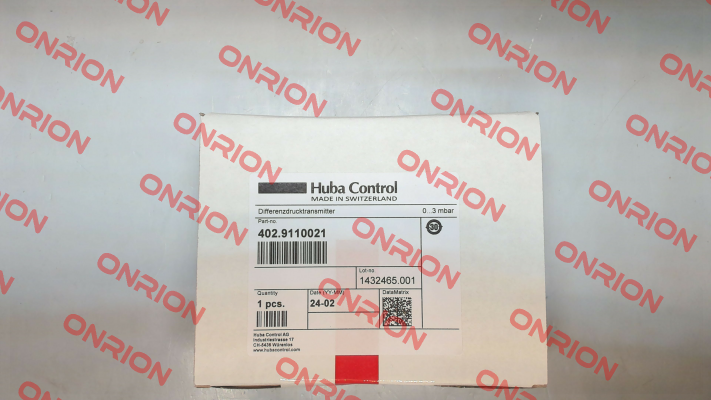 Huba Control
MADE IN SWITZERLAND
Differenzdrucktransmitter 0...3 mbar
Part-no.
402.9110021
Lot-no.
1432465.001
Quantity Date (YY-MM) DataMatrix
1 pcs. 24-02
Huba Control AG
Industriestrasse 17
CH-5436 Würenlos
www.hubacontrol.com
ONRION